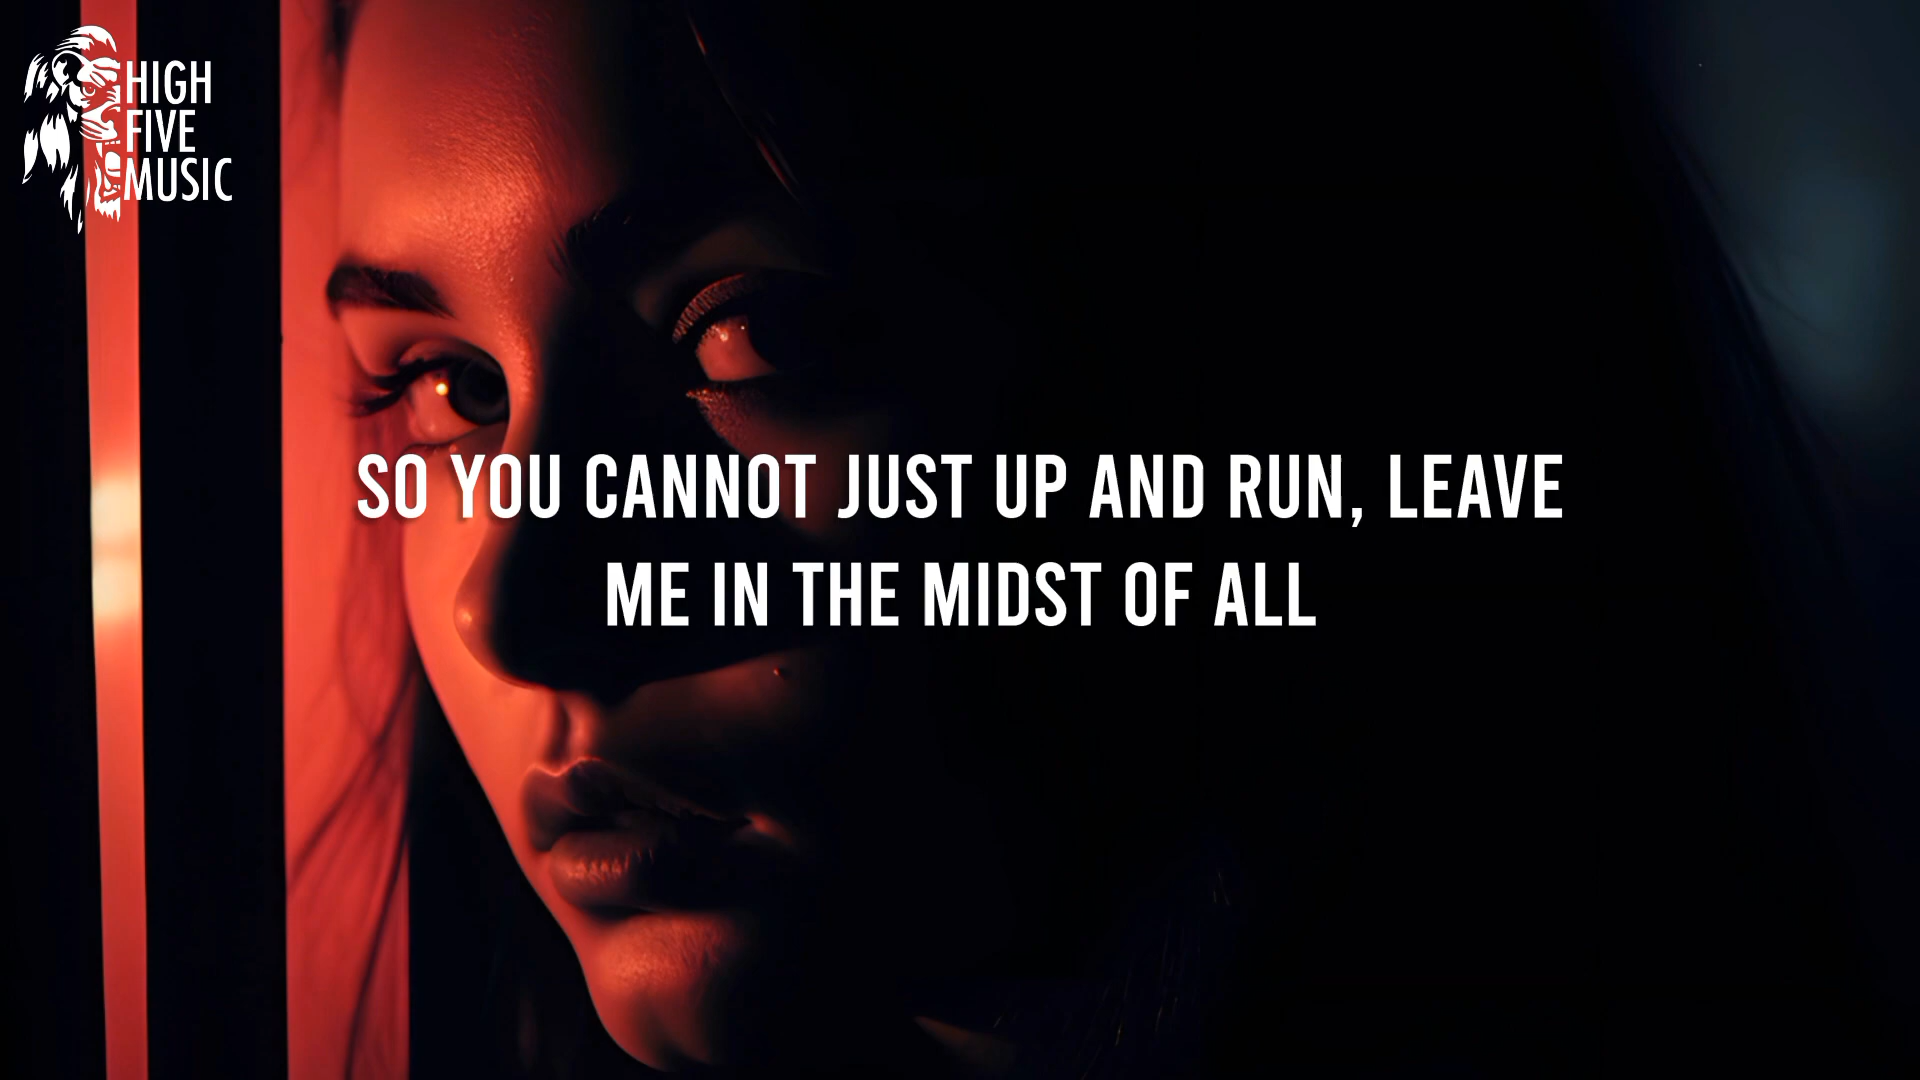 HIGH
FIVE
MUSIC
SO YOU CANNOT JUST UP AND RUN, LEAVE
ME IN THE MIDST OF ALL